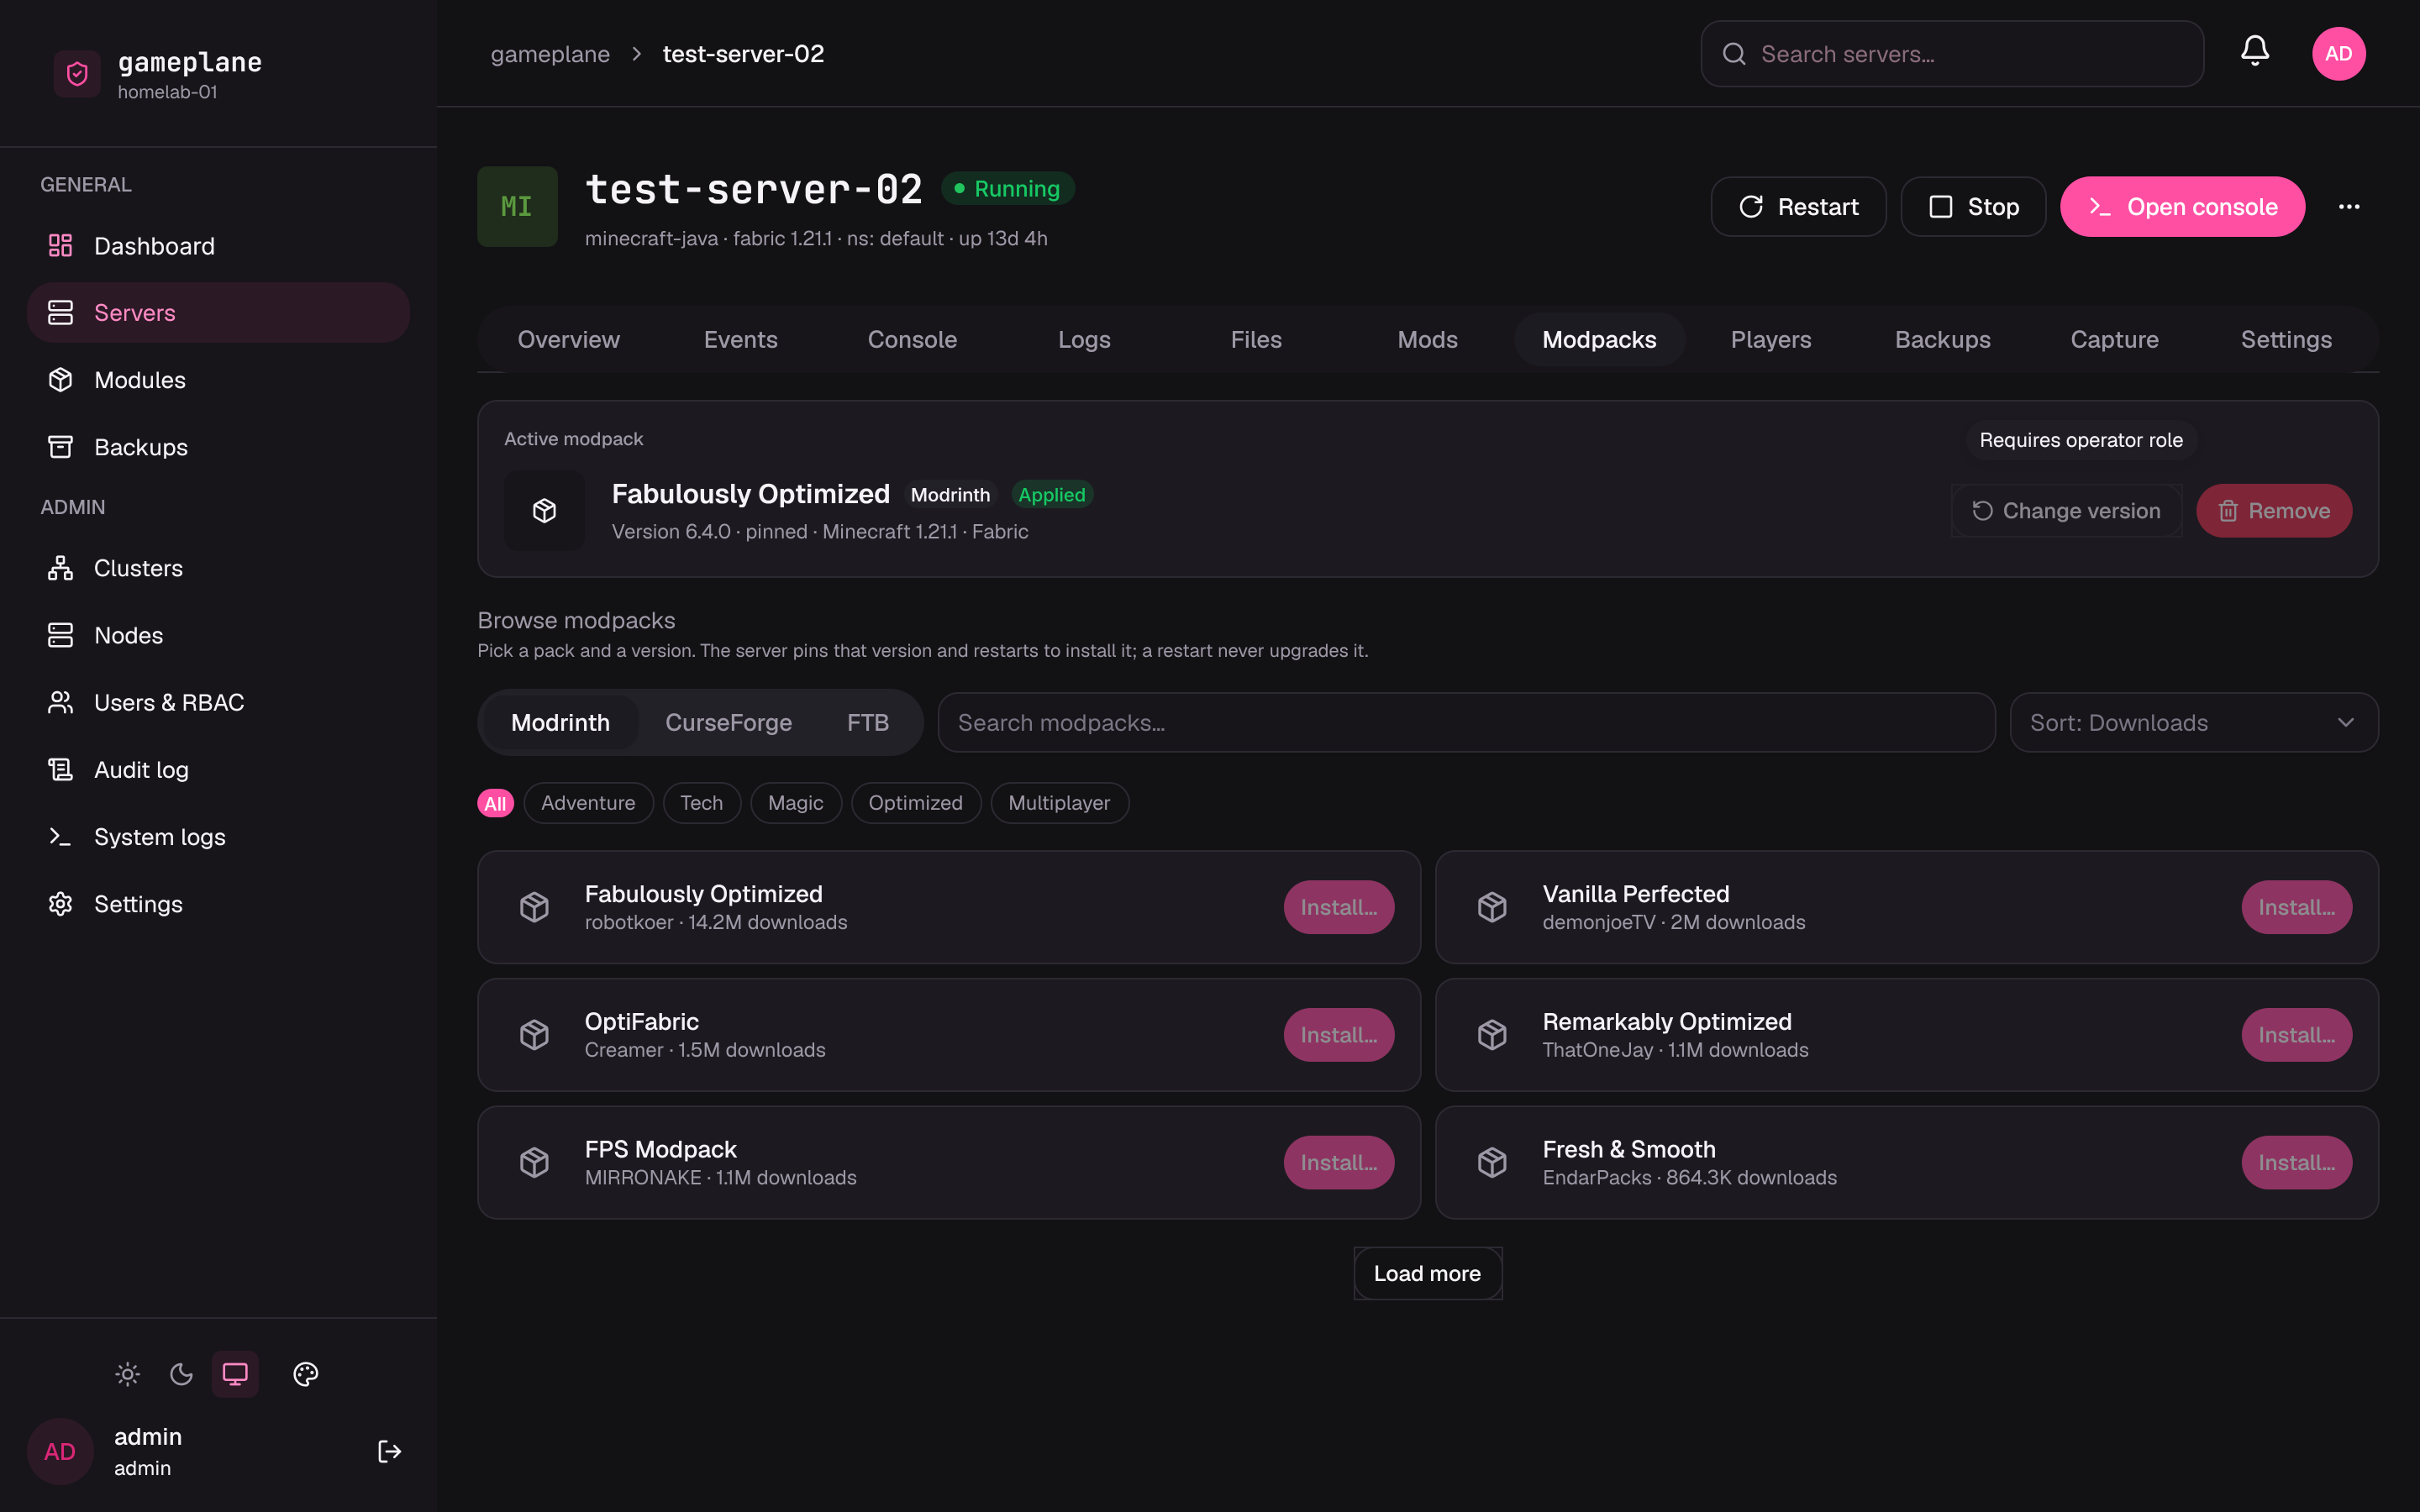 gameplane
homelab-01
GENERAL
Dashboard
Servers
Modules
Backups
ADMIN
Clusters
Nodes
Users & RBAC
Audit log
System logs
Settings
AD
admin
admin
gameplane > test-server-02
Search servers...
AD
MI
test-server-02
Running
minecraft-java · fabric 1.21.1 · ns: default · up 13d 4h
Restart
Stop
Open console
Overview
Events
Console
Logs
Files
Mods
Modpacks
Players
Backups
Capture
Settings
Active modpack
Requires operator role
Fabulously Optimized
Modrinth
Applied
Version 6.4.0 · pinned · Minecraft 1.21.1 · Fabric
Change version
Remove
Browse modpacks
Pick a pack and a version. The server pins that version and restarts to install it; a restart never upgrades it.
Modrinth
CurseForge
FTB
Search modpacks...
Sort: Downloads
All
Adventure
Tech
Magic
Optimized
Multiplayer
Fabulously Optimized
robotkoer · 14.2M downloads
Install...
Vanilla Perfected
demonjoeTV · 2M downloads
Install...
OptiFabric
Creamer · 1.5M downloads
Install...
Remarkably Optimized
ThatOneJay · 1.1M downloads
Install...
FPS Modpack
MIRRONAKE · 1.1M downloads
Install...
Fresh & Smooth
EndarPacks · 864.3K downloads
Install...
Load more